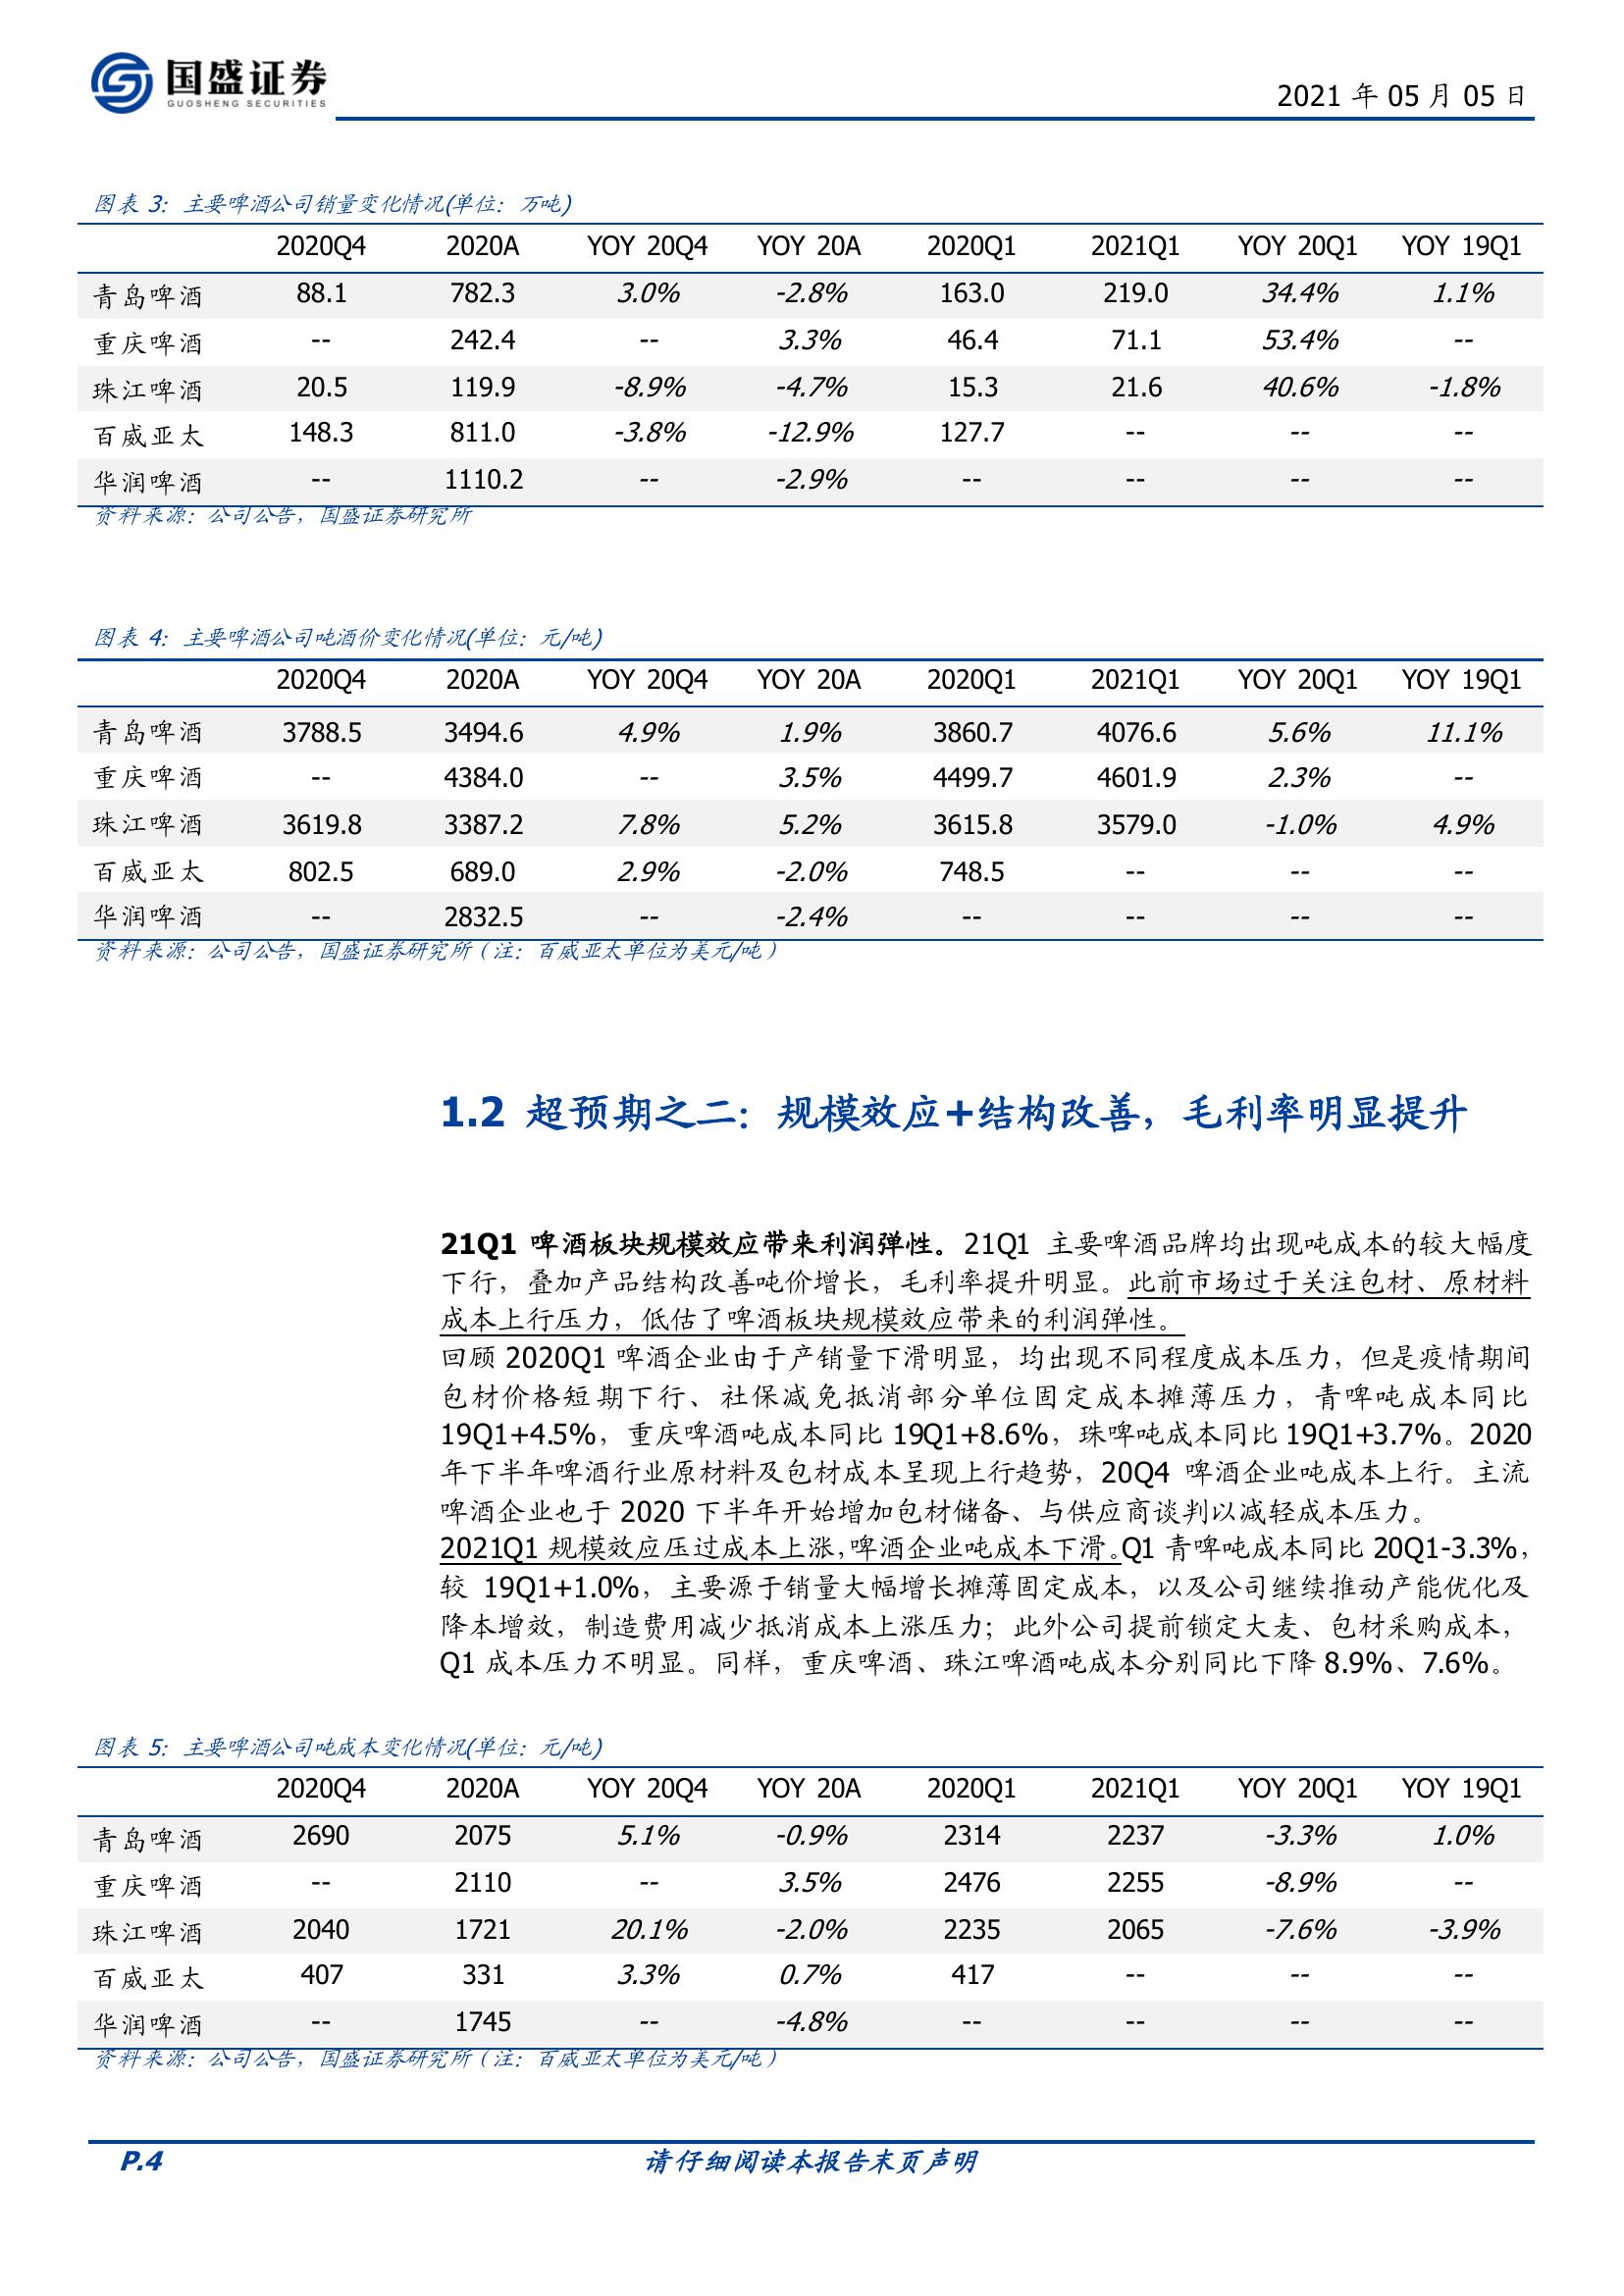 国盛证券
GUOSHENG SECURITIES
2021 年 05 月 05 日
图表 3：主要啤酒公司销量变化情况(单位：万吨)
2020Q4 2020A YOY 20Q4 YOY 20A 2020Q1 2021Q1 YOY 20Q1 YOY 19Q1
青岛啤酒 88.1 782.3 3.0% -2.8% 163.0 219.0 34.4% 1.1%
重庆啤酒 -- 242.4 -- 3.3% 46.4 71.1 53.4% --
珠江啤酒 20.5 119.9 -8.9% -4.7% 15.3 21.6 40.6% -1.8%
百威亚太 148.3 811.0 -3.8% -12.9% 127.7 -- -- --
华润啤酒 -- 1110.2 -- -2.9% -- -- -- --
资料来源：公司公告，国盛证券研究所
图表 4：主要啤酒公司吨酒价变化情况(单位：元/吨)
2020Q4 2020A YOY 20Q4 YOY 20A 2020Q1 2021Q1 YOY 20Q1 YOY 19Q1
青岛啤酒 3788.5 3494.6 4.9% 1.9% 3860.7 4076.6 5.6% 11.1%
重庆啤酒 -- 4384.0 -- 3.5% 4499.7 4601.9 2.3% --
珠江啤酒 3619.8 3387.2 7.8% 5.2% 3615.8 3579.0 -1.0% 4.9%
百威亚太 802.5 689.0 2.9% -2.0% 748.5 -- -- --
华润啤酒 -- 2832.5 -- -2.4% -- -- -- --
资料来源：公司公告，国盛证券研究所（注：百威亚太单位为美元/吨）
1.2 超预期之二：规模效应+结构改善，毛利率明显提升
21Q1 啤酒板块规模效应带来利润弹性。21Q1 主要啤酒品牌均出现吨成本的较大幅度
下行，叠加产品结构改善吨价增长，毛利率提升明显。此前市场过于关注包材、原材料
成本上行压力，低估了啤酒板块规模效应带来的利润弹性。
回顾 2020Q1 啤酒企业由于产销量下滑明显，均出现不同程度成本压力，但是疫情期间
包材价格短期下行、社保减免抵消部分单位固定成本摊薄压力，青啤吨成本同比
19Q1+4.5%，重庆啤酒吨成本同比 19Q1+8.6%，珠啤吨成本同比 19Q1+3.7%。2020
年下半年啤酒行业原材料及包材成本呈现上行趋势，20Q4 啤酒企业吨成本上行。主流
啤酒企业也于 2020 下半年开始增加包材储备、与供应商谈判以减轻成本压力。
2021Q1 规模效应压过成本上涨，啤酒企业吨成本下滑。Q1 青啤吨成本同比 20Q1-3.3%，
较 19Q1+1.0%，主要源于销量大幅增长摊薄固定成本，以及公司继续推动产能优化及
降本增效，制造费用减少抵消成本上涨压力；此外公司提前锁定大麦、包材采购成本，
Q1 成本压力不明显。同样，重庆啤酒、珠江啤酒吨成本分别同比下降 8.9%、7.6%。
图表 5：主要啤酒公司吨成本变化情况(单位：元/吨)
2020Q4 2020A YOY 20Q4 YOY 20A 2020Q1 2021Q1 YOY 20Q1 YOY 19Q1
青岛啤酒 2690 2075 5.1% -0.9% 2314 2237 -3.3% 1.0%
重庆啤酒 -- 2110 -- 3.5% 2476 2255 -8.9% --
珠江啤酒 2040 1721 20.1% -2.0% 2235 2065 -7.6% -3.9%
百威亚太 407 331 3.3% 0.7% 417 -- -- --
华润啤酒 -- 1745 -- -4.8% -- -- -- --
资料来源：公司公告，国盛证券研究所（注：百威亚太单位为美元/吨）
P.4 请仔细阅读本报告末页声明